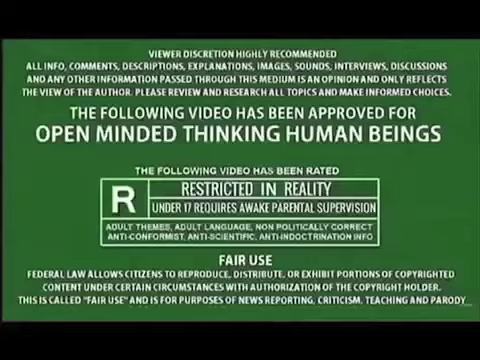 VIEWER DISCRETION HIGHLY RECOMMENDED
ALL INFO, COMMENTS, DESCRIPTIONS, EXPLANATIONS, IMAGES, SOUNDS, INTERVIEWS, DISCUSSIONS
AND ANY OTHER INFORMATION PASSED THROUGH THIS MEDIUM IS AN OPINION AND ONLY REFLECTS
THE VIEW OF THE AUTHOR. PLEASE REVIEW AND RESEARCH ALL TOPICS AND MAKE INFORMED CHOICES.
THE FOLLOWING VIDEO HAS BEEN APPROVED FOR
OPEN MINDED THINKING HUMAN BEINGS
THE FOLLOWING VIDEO HAS BEEN RATED
R
RESTRICTED IN REALITY
UNDER 17 REQUIRES AWAKE PARENTAL SUPERVISION
ADULT THEMES, ADULT LANGUAGE, NON POLITICALLY CORRECT
ANTI-CONFORMIST, ANTI-SCIENTIFIC, ANTI-INDOCTRINATION INFO
FAIR USE
FEDERAL LAW ALLOWS CITIZENS TO REPRODUCE, DISTRIBUTE, OR EXHIBIT PORTIONS OF COPYRIGHTED
CONTENT UNDER CERTAIN CIRCUMSTANCES WITH AUTHORIZATION OF THE COPYRIGHT HOLDER.
THIS IS CALLED "FAIR USE" AND IS FOR PURPOSES OF NEWS REPORTING, CRITICISM, TEACHING AND PARODY...